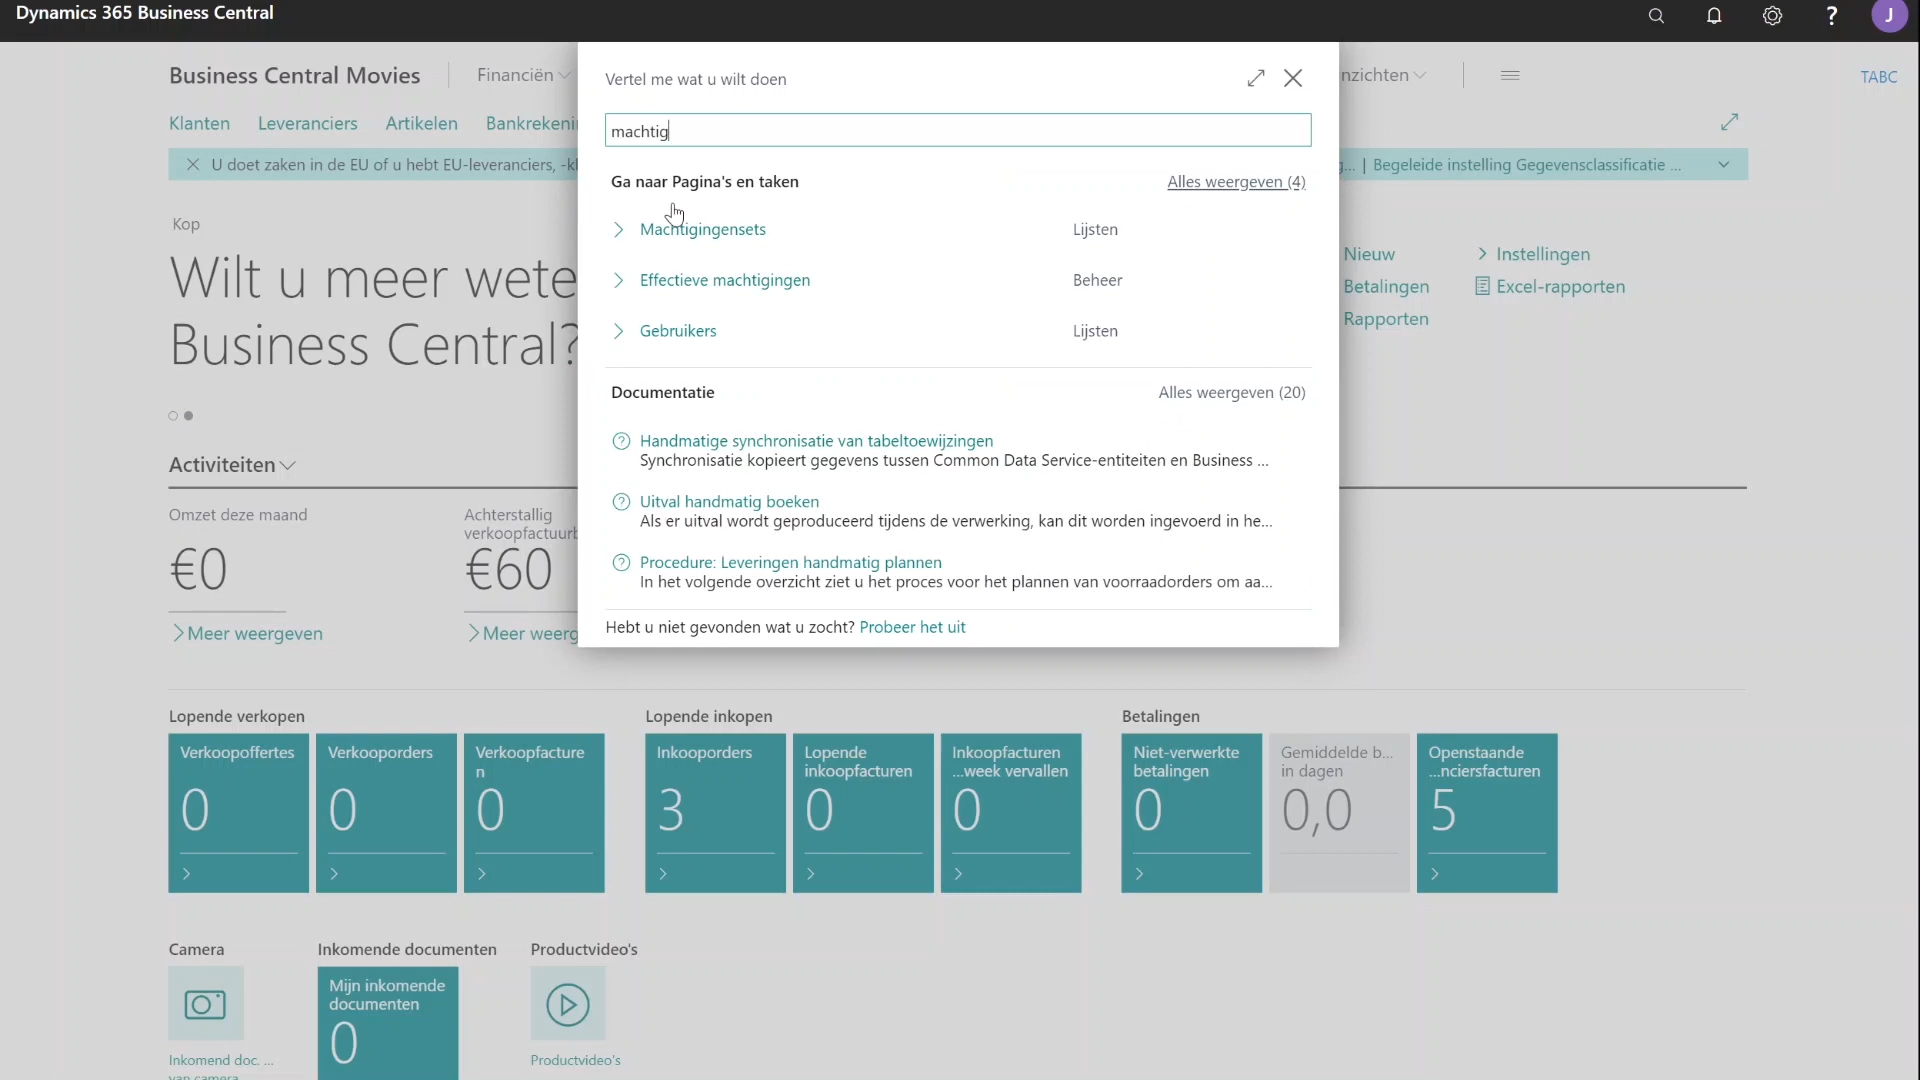 Dynamics 365 Business Central
?
J
Business Central Movies
Financiën
nzichten
TABC
Klanten
Leveranciers
Artikelen
Bankrekeni
U doet zaken in de EU of u hebt EU-leveranciers, -kl
... | Begeleide instelling Gegevensclassificatie ...
Kop
Wilt u meer wete
Business Central?
Nieuw
Betalingen
Rapporten
Instellingen
Excel-rapporten
Vertel me wat u wilt doen
machtig
Ga naar Pagina's en taken
Alles weergeven (4)
Machtigingensets
Lijsten
Effectieve machtigingen
Beheer
Gebruikers
Lijsten
Documentatie
Alles weergeven (20)
Handmatige synchronisatie van tabeltoewijzingen
Synchronisatie kopieert gegevens tussen Common Data Service-entiteiten en Business ...
Uitval handmatig boeken
Als er uitval wordt geproduceerd tijdens de verwerking, kan dit worden ingevoerd in he...
Procedure: Leveringen handmatig plannen
In het volgende overzicht ziet u het proces voor het plannen van voorraadorders om aa...
Hebt u niet gevonden wat u zocht? Probeer het uit
Activiteiten
Omzet deze maand
€0
Meer weergeven
Achterstallig
verkoopfactuurb
€60
Meer weerg
Lopende verkopen
Verkoopoffertes
0
Verkooporders
0
Verkoopfacture
n
0
Lopende inkopen
Inkooporders
3
Lopende
inkoopfacturen
0
Inkoopfacturen
...week vervallen
0
Betalingen
Niet-verwerkte
betalingen
0
Gemiddelde b...
in dagen
0,0
Openstaande
...nciersfacturen
5
Camera
Inkomend doc. ...
van camera
Inkomende documenten
Mijn inkomende
documenten
0
Productvideo's
Productvideo's